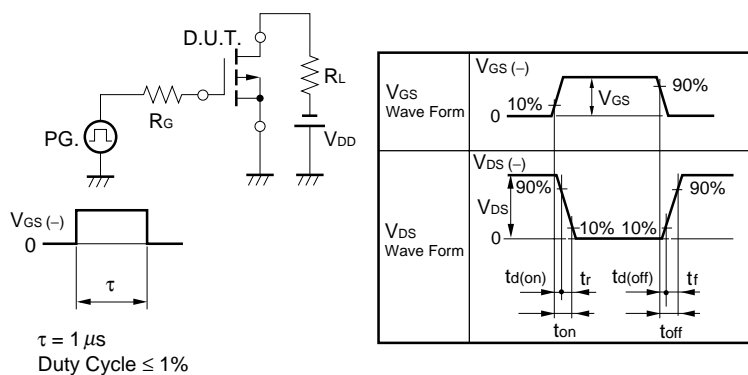 D.U.T.
RL
RG
PG.
VDD
VGS (−)
0
τ
τ = 1 μs
Duty Cycle ≤ 1%
VGS
Wave Form
VGS (−)
10%
90%
VGS
0
VDS
Wave Form
VDS (−)
90%
90%
VDS
10% 10%
0
td(on) tr td(off) tf
ton toff